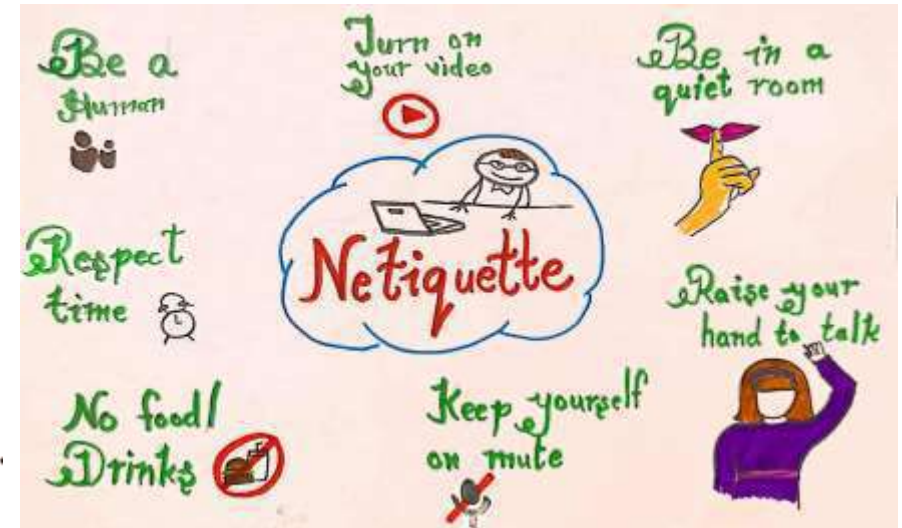 Be a
Human
Turn on
your video
Be in a
quiet room
Netiquette
Respect
time
Raise your
hand to talk
No food/
Drinks
Keep yourself
on mute